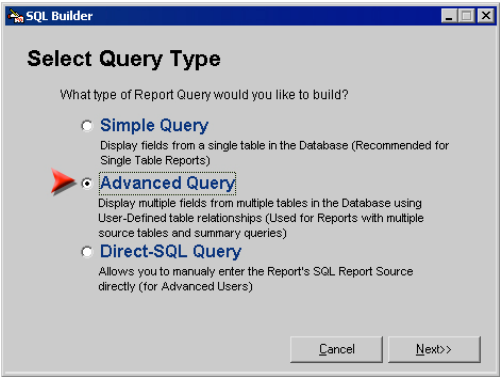 SQL Builder
Select Query Type
What type of Report Query would you like to build?
Simple Query
Display fields from a single table in the Database (Recommended for
Single Table Reports)
Advanced Query
Display multiple fields from multiple tables in the Database using
User-Defined table relationships (Used for Reports with multiple
source tables and summary queries)
Direct-SQL Query
Allows you to manualy enter the Report's SQL Report Source
directly (for Advanced Users)
Cancel Next>>